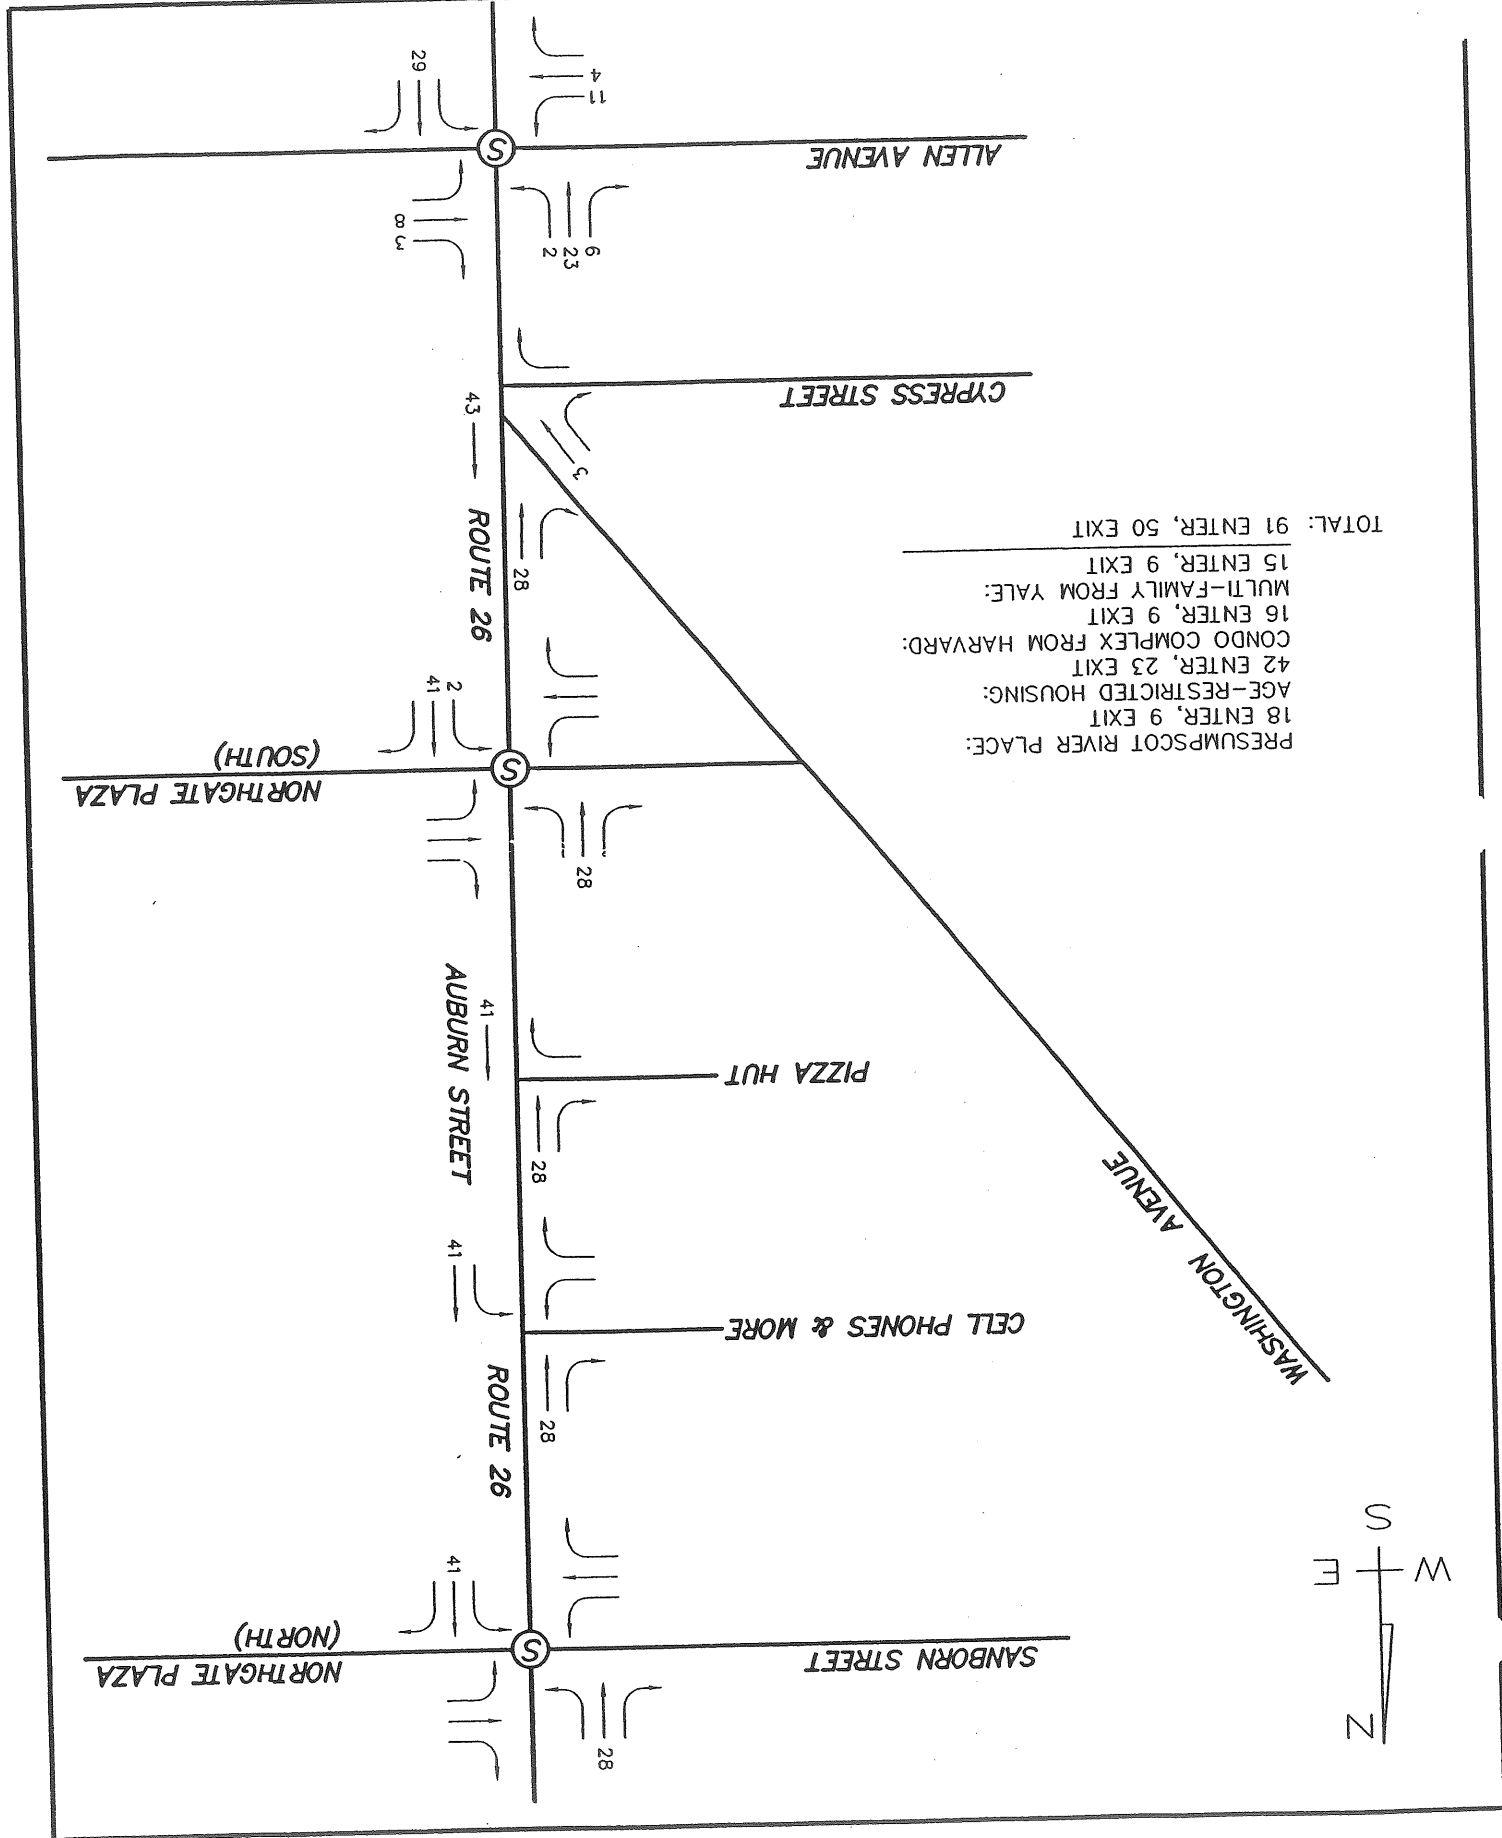 28
NORTHGATE PLAZA
(NORTH)
SANBORN STREET
41
N
W E
S
ROUTE 26
28
CELL PHONES & MORE
41
28
PIZZA HUT
AUBURN STREET
41
WASHINGTON AVENUE
28
NORTHGATE PLAZA
(SOUTH)
2
41
PRESUMPSCOT RIVER PLACE:
18 ENTER, 9 EXIT
AGE-RESTRICTED HOUSING:
42 ENTER, 23 EXIT
CONDO COMPLEX FROM HARVARD:
16 ENTER, 9 EXIT
MULTI-FAMILY FROM YALE:
15 ENTER, 9 EXIT
TOTAL: 91 ENTER, 50 EXIT
ROUTE 26
28
43
3
CYPRESS STREET
6
23
2
3
8
ALLEN AVENUE
11
4
29
S
S
S